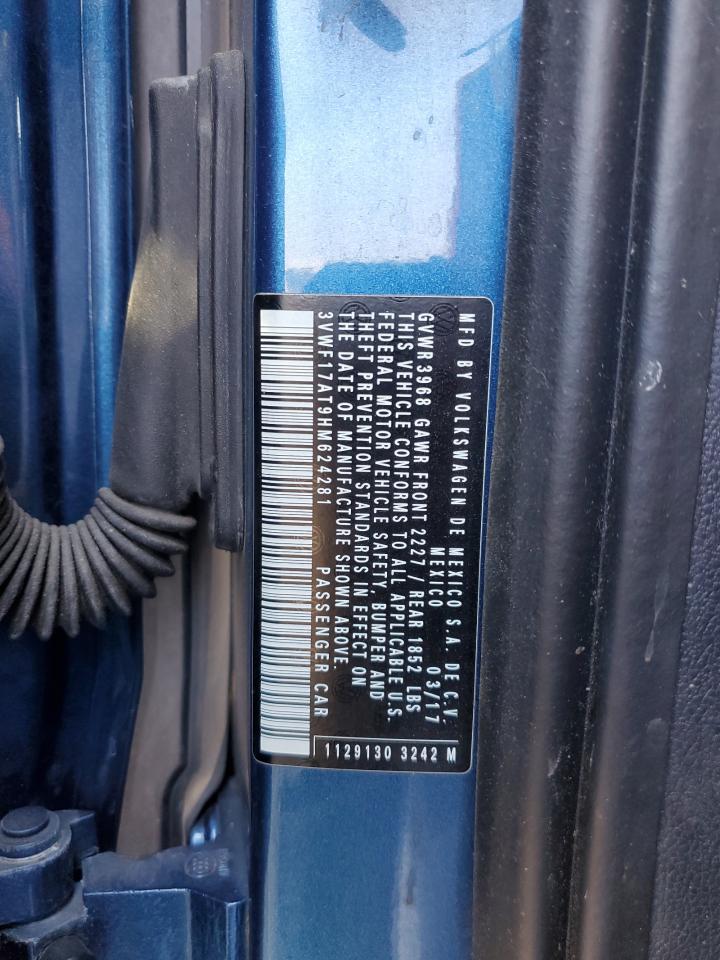 MFD BY VOLKSWAGEN DE MEXICO S.A. DE C.V.
MEXICO 03/17
GVWR 3968 GAWR FRONT 2227 / REAR 1852 LBS
THIS VEHICLE CONFORMS TO ALL APPLICABLE U.S.
FEDERAL MOTOR VEHICLE SAFETY, BUMPER AND
THEFT PREVENTION STANDARDS IN EFFECT ON
THE DATE OF MANUFACTURE SHOWN ABOVE.
3VWF17AT9HM624281 PASSENGER CAR
1129130 3242 M